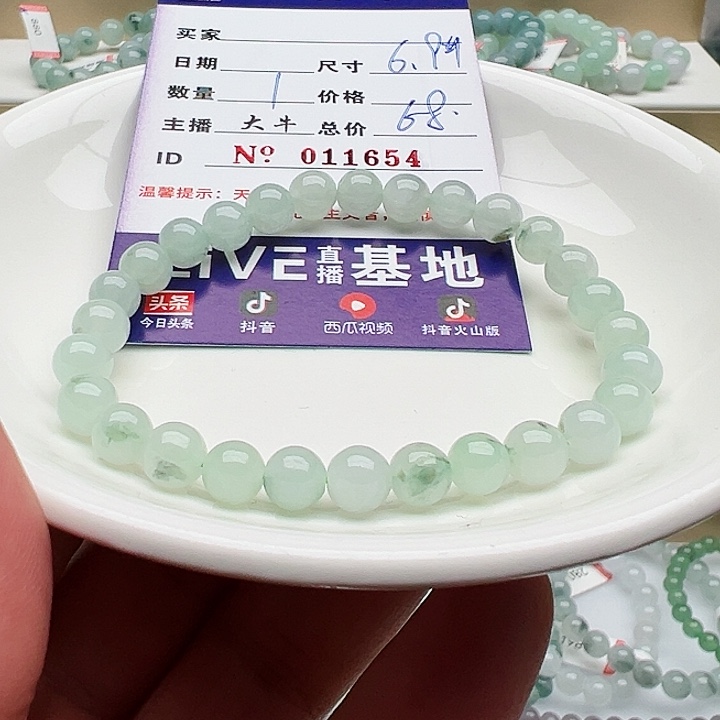 买家
日期 尺寸 6.8
数量 1 价格
主播 大牛 总价 68.
ID Nº 011654
温馨提示：天
LIVE 直播 基地
头条
今日头条 抖音 西瓜视频 抖音火山版